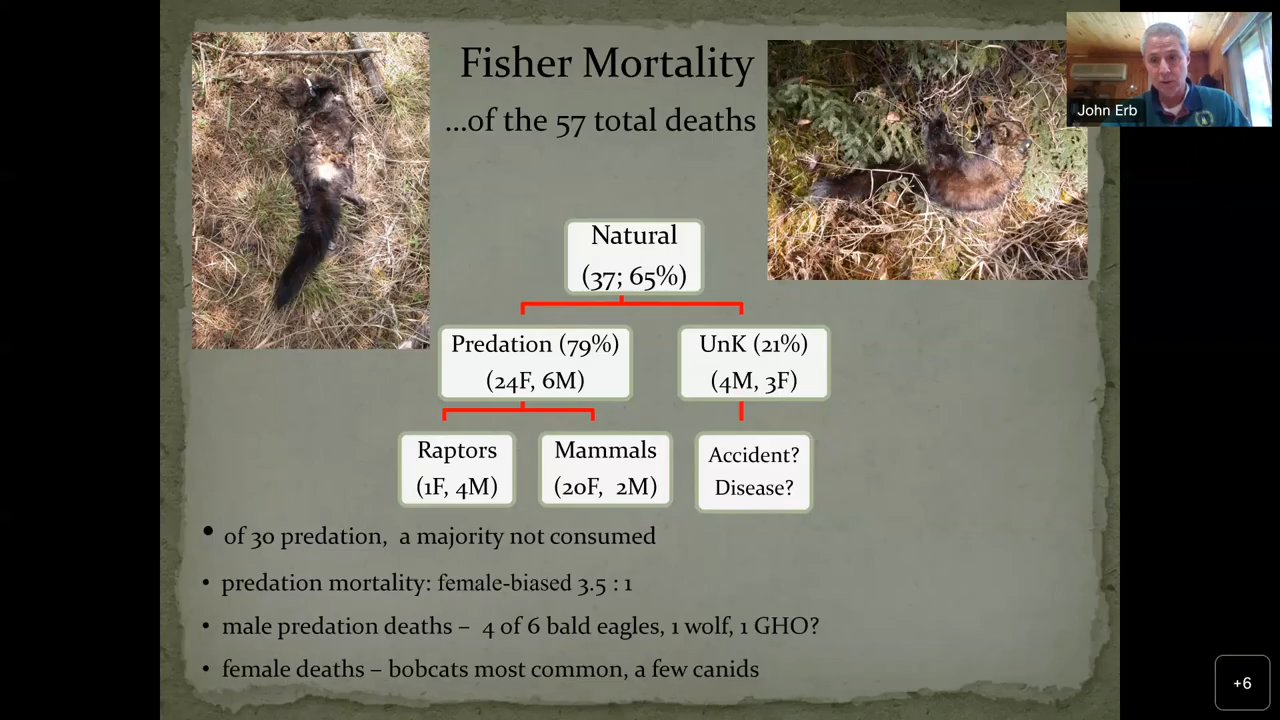 Fisher Mortality
...of the 57 total deaths
John Erb
Natural
(37; 65%)
Predation (79%)
(24F, 6M)
UnK (21%)
(4M, 3F)
Raptors
(1F, 4M)
Mammals
(20F, 2M)
Accident?
Disease?
• of 30 predation, a majority not consumed
• predation mortality: female-biased 3.5 : 1
• male predation deaths – 4 of 6 bald eagles, 1 wolf, 1 GHO?
• female deaths – bobcats most common, a few canids
+6